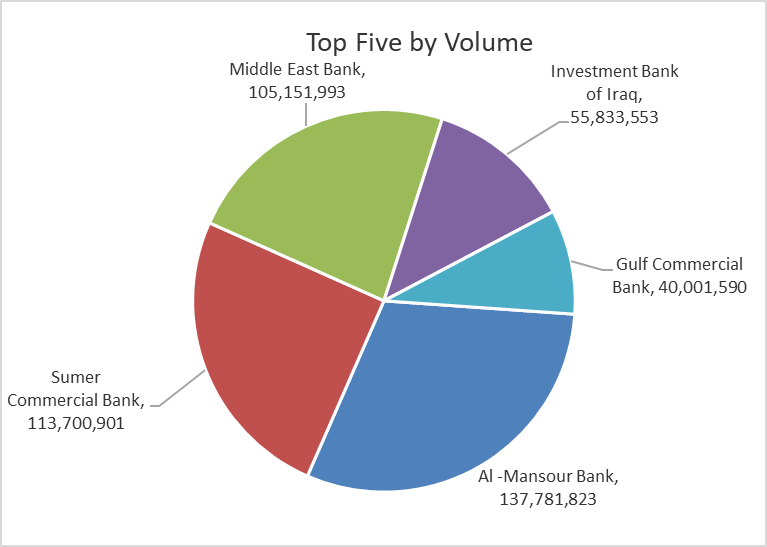 Top Five by Volume
Middle East Bank,
105,151,993
Investment Bank
of Iraq,
55,833,553
Gulf Commercial
Bank, 40,001,590
Sumer
Commercial Bank,
113,700,901
Al -Mansour Bank,
137,781,823